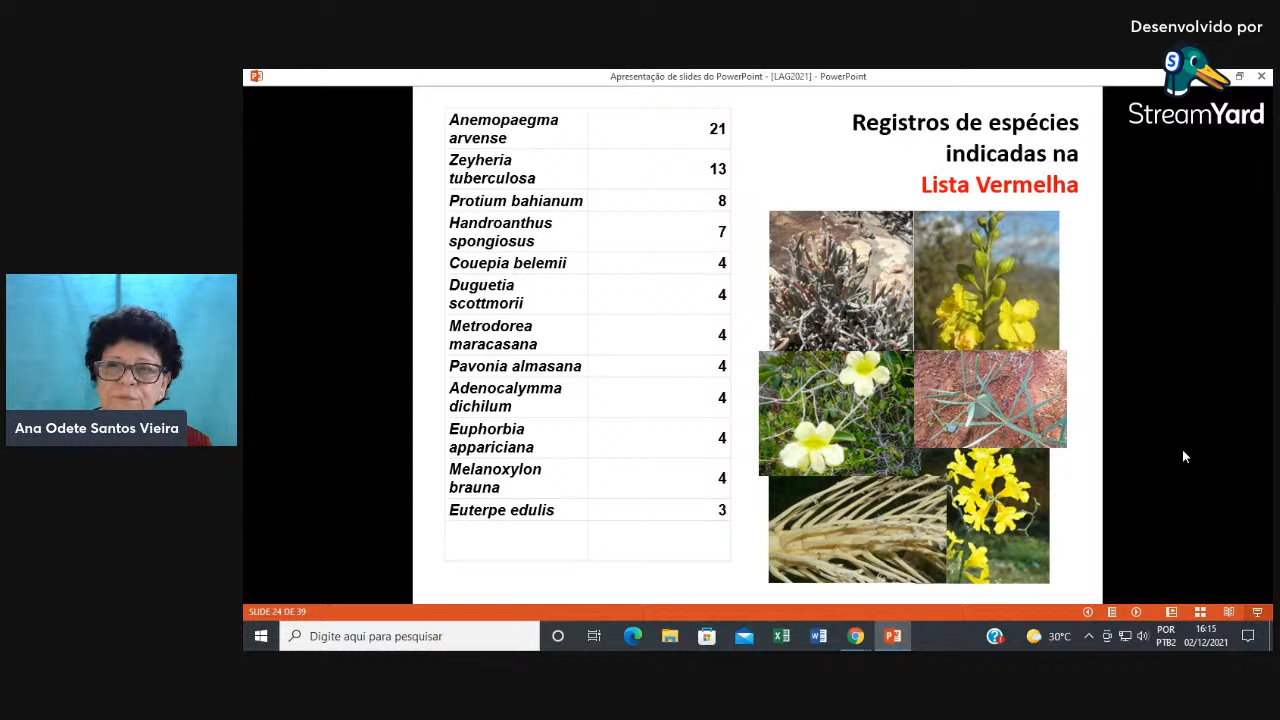 Desenvolvido por
StreamYard
Apresentação de slides do PowerPoint - [LAG2021] - PowerPoint
Anemopaegma
arvense
21
Zeyheria
tuberculosa
13
Protium bahianum
8
Handroanthus
spongiosus
7
Couepia belemii
4
Duguetia
scottmorii
4
Metrodorea
maracasana
4
Pavonia almasana
4
Adenocalymma
dichilum
4
Euphorbia
appariciana
4
Melanoxylon
brauna
4
Euterpe edulis
3
Registros de espécies
indicadas na
Lista Vermelha
Ana Odete Santos Vieira
SLIDE 24 DE 39
Digite aqui para pesquisar
30°C
POR
PTB2
16:15
02/12/2021